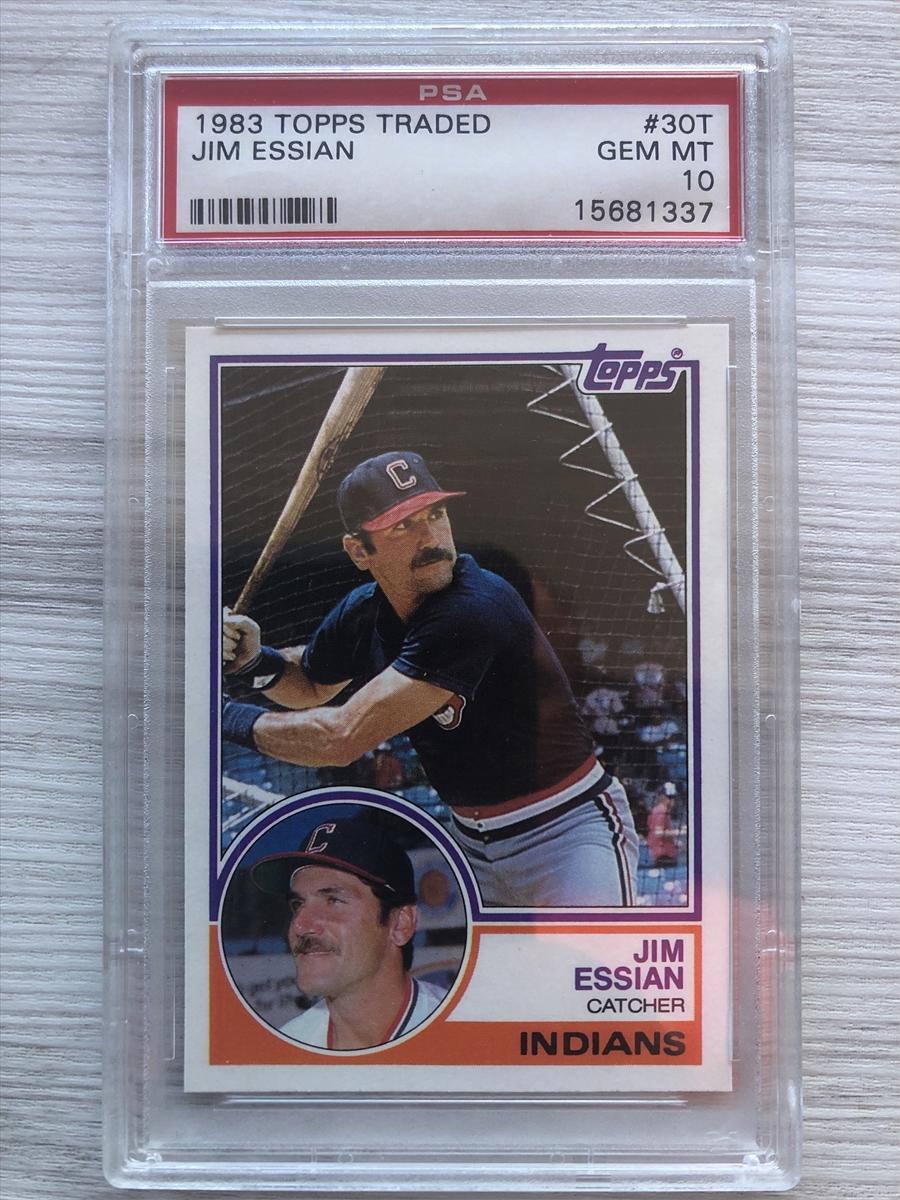 PSA
1983 TOPPS TRADED #30T
JIM ESSIAN GEM MT
10
15681337
TOPPS®
C
C
JIM
ESSIAN
CATCHER
INDIANS